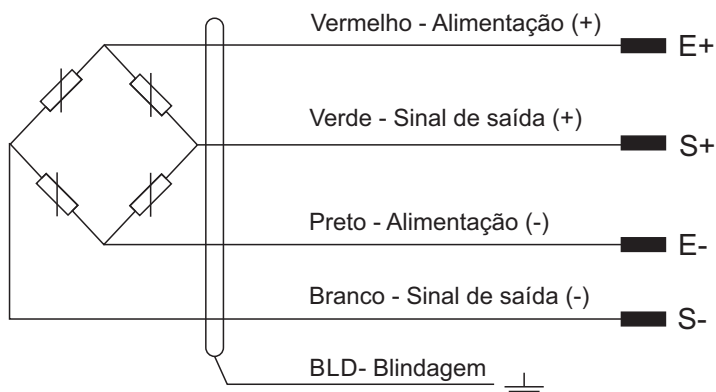 Vermelho - Alimentação (+) E+
Verde - Sinal de saída (+) S+
Preto - Alimentação (-) E-
Branco - Sinal de saída (-) S-
BLD- Blindagem